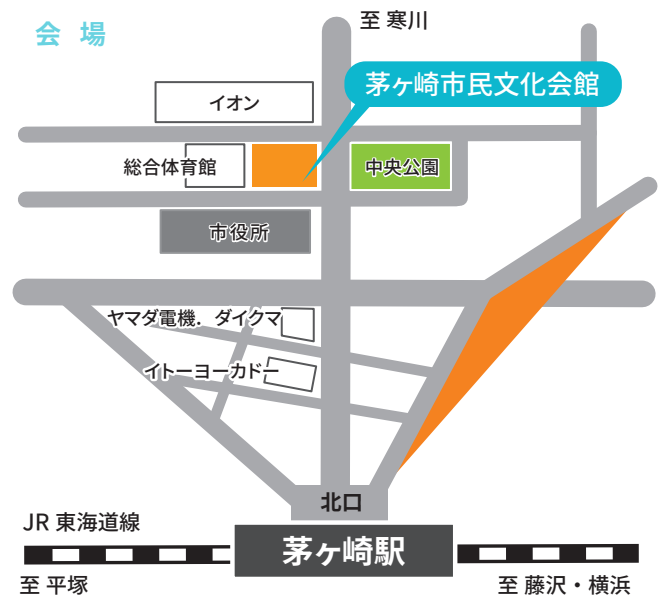 会 場
至 寒川
茅ヶ崎市民文化会館
イオン
総合体育館
中央公園
市役所
ヤマダ電機．ダイクマ
イトーヨーカドー
北口
JR 東海道線
茅ヶ崎駅
至 平塚
至 藤沢・横浜